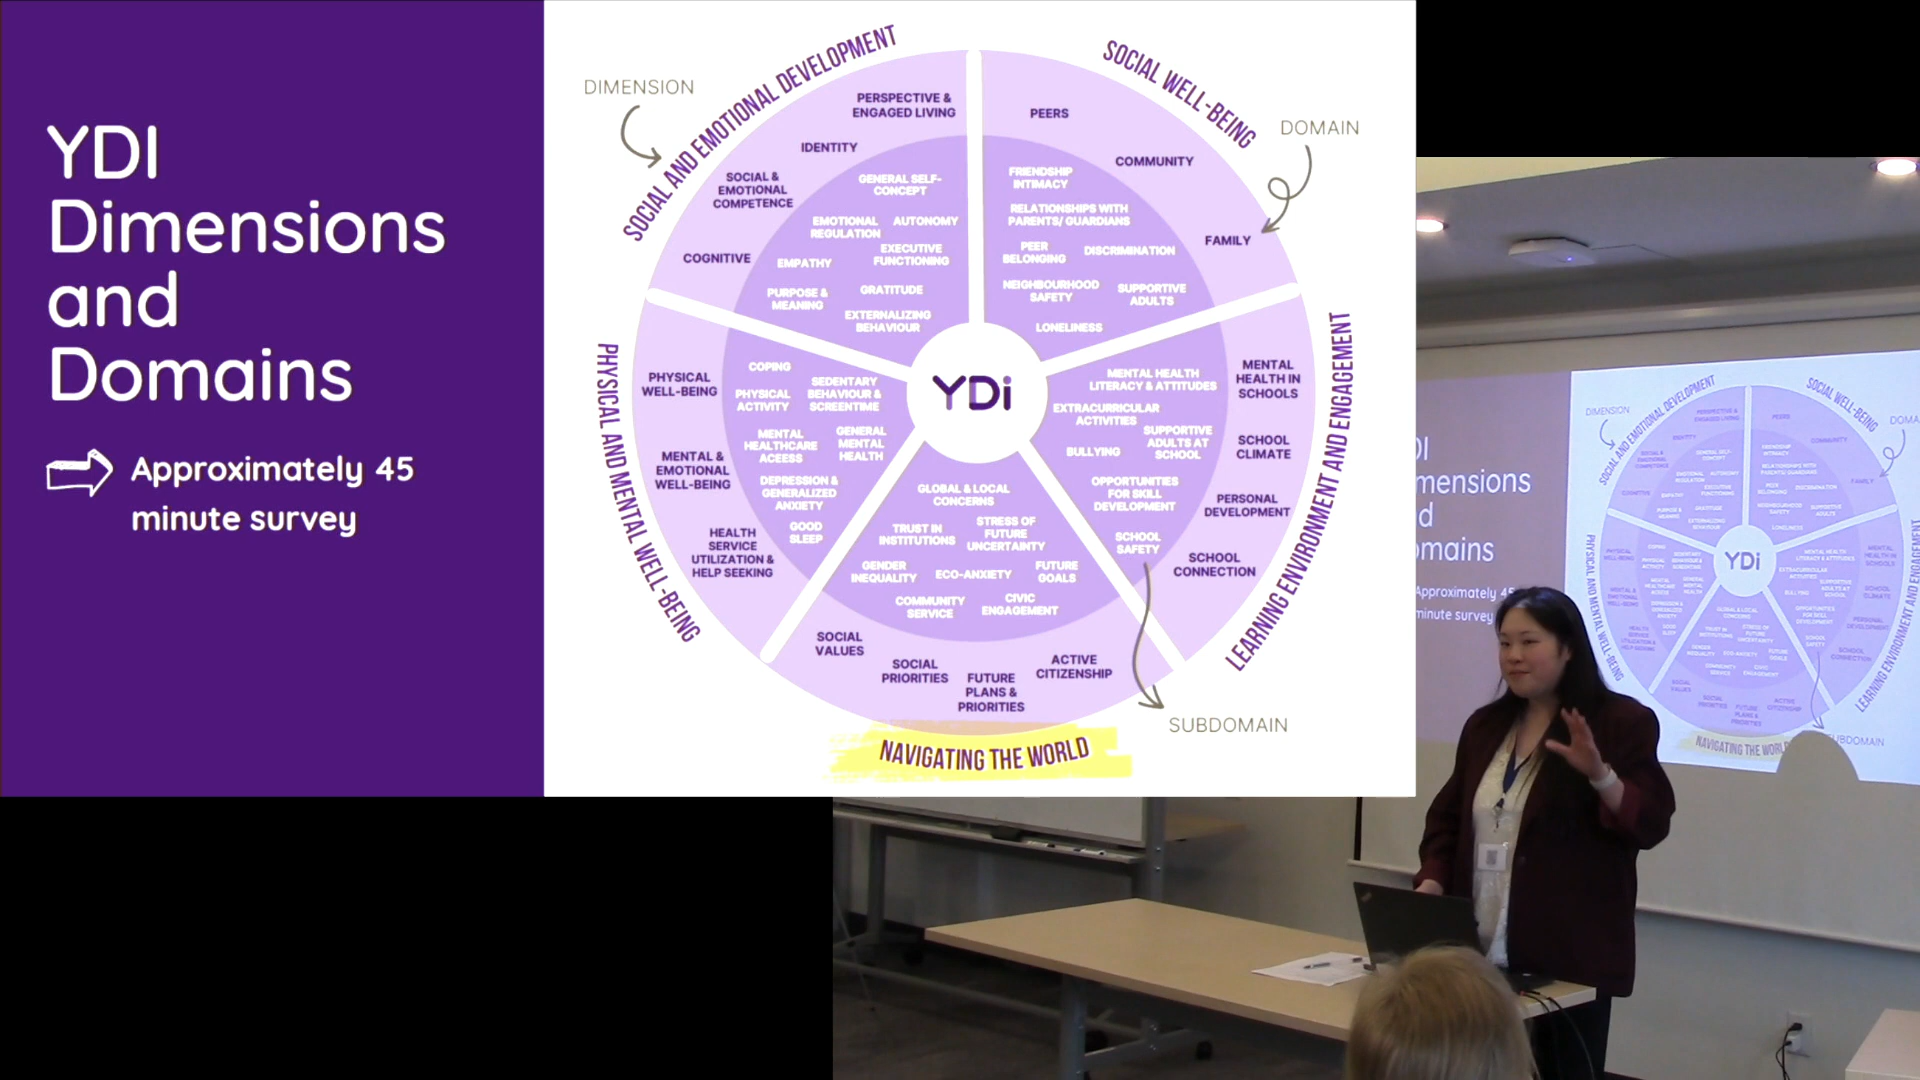 YDI
Dimensions
and
Domains
Approximately 45
minute survey
DIMENSION
SOCIAL AND EMOTIONAL DEVELOPMENT
PERSPECTIVE &
ENGAGED LIVING
IDENTITY
SOCIAL &
EMOTIONAL
COMPETENCE
COGNITIVE
GENERAL SELF-
CONCEPT
EMOTIONAL
REGULATION
AUTONOMY
EXECUTIVE
FUNCTIONING
EMPATHY
PURPOSE &
MEANING
GRATITUDE
EXTERNALIZING
BEHAVIOUR
SOCIAL WELL-BEING
DOMAIN
PEERS
COMMUNITY
FAMILY
FRIENDSHIP
INTIMACY
RELATIONSHIPS WITH
PARENTS/ GUARDIANS
PEER
BELONGING
DISCRIMINATION
NEIGHBOURHOOD
SAFETY
SUPPORTIVE
ADULTS
LONELINESS
YDi
PHYSICAL AND MENTAL WELL-BEING
PHYSICAL
WELL-BEING
MENTAL &
EMOTIONAL
WELL-BEING
HEALTH
SERVICE
UTILIZATION &
HELP SEEKING
COPING
PHYSICAL
ACTIVITY
SEDENTARY
BEHAVIOUR &
SCREENTIME
MENTAL
HEALTHCARE
ACEESS
GENERAL
MENTAL
HEALTH
DEPRESSION &
GENERALIZED
ANXIETY
GOOD
SLEEP
LEARNING ENVIRONMENT AND ENGAGEMENT
MENTAL
HEALTH IN
SCHOOLS
SCHOOL
CLIMATE
PERSONAL
DEVELOPMENT
SCHOOL
CONNECTION
MENTAL HEALTH
LITERACY & ATTITUDES
EXTRACURRICULAR
ACTIVITIES
BULLYING
SUPPORTIVE
ADULTS AT
SCHOOL
OPPORTUNITIES
FOR SKILL
DEVELOPMENT
SCHOOL
SAFETY
SUBDOMAIN
GLOBAL & LOCAL
CONCERNS
TRUST IN
INSTITUTIONS
STRESS OF
FUTURE
UNCERTAINTY
GENDER
INEQUALITY
ECO-ANXIETY
FUTURE
GOALS
COMMUNITY
SERVICE
CIVIC
ENGAGEMENT
SOCIAL
VALUES
SOCIAL
PRIORITIES
FUTURE
PLANS &
PRIORITIES
ACTIVE
CITIZENSHIP
NAVIGATING THE WORLD